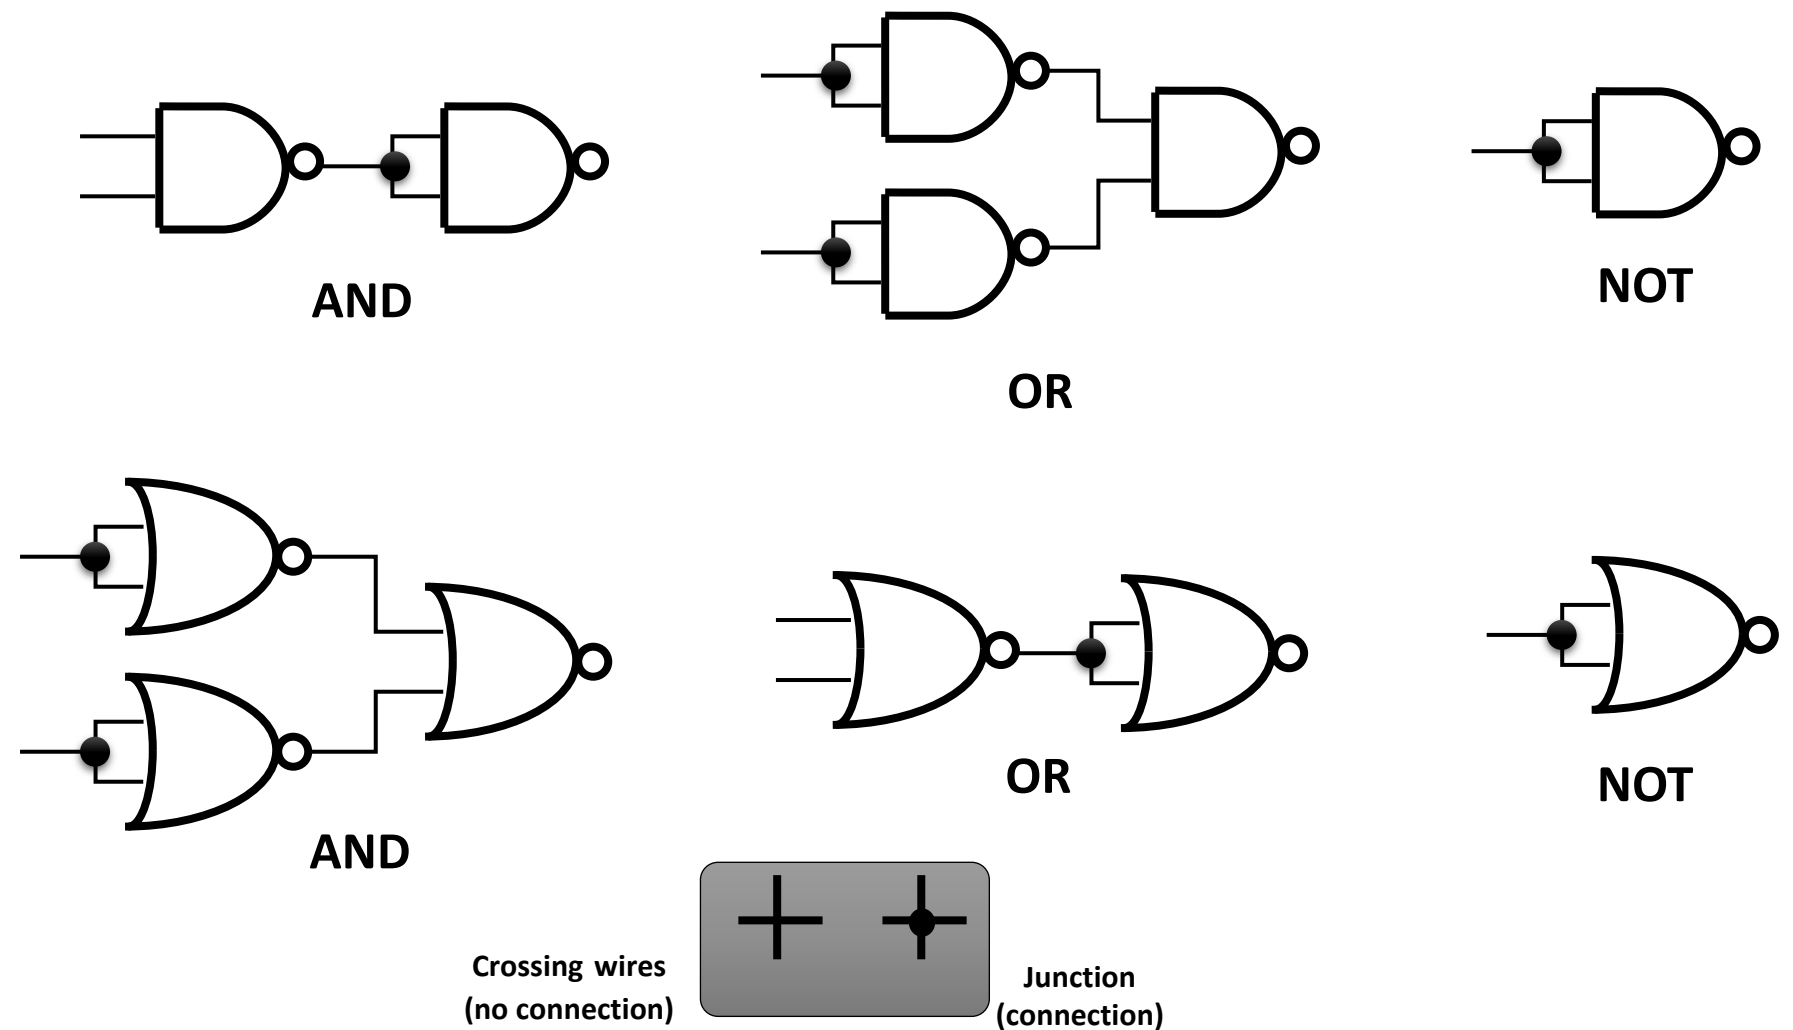 AND
OR
NOT
AND
OR
NOT
Crossing wires
(no connection)
Junction
(connection)